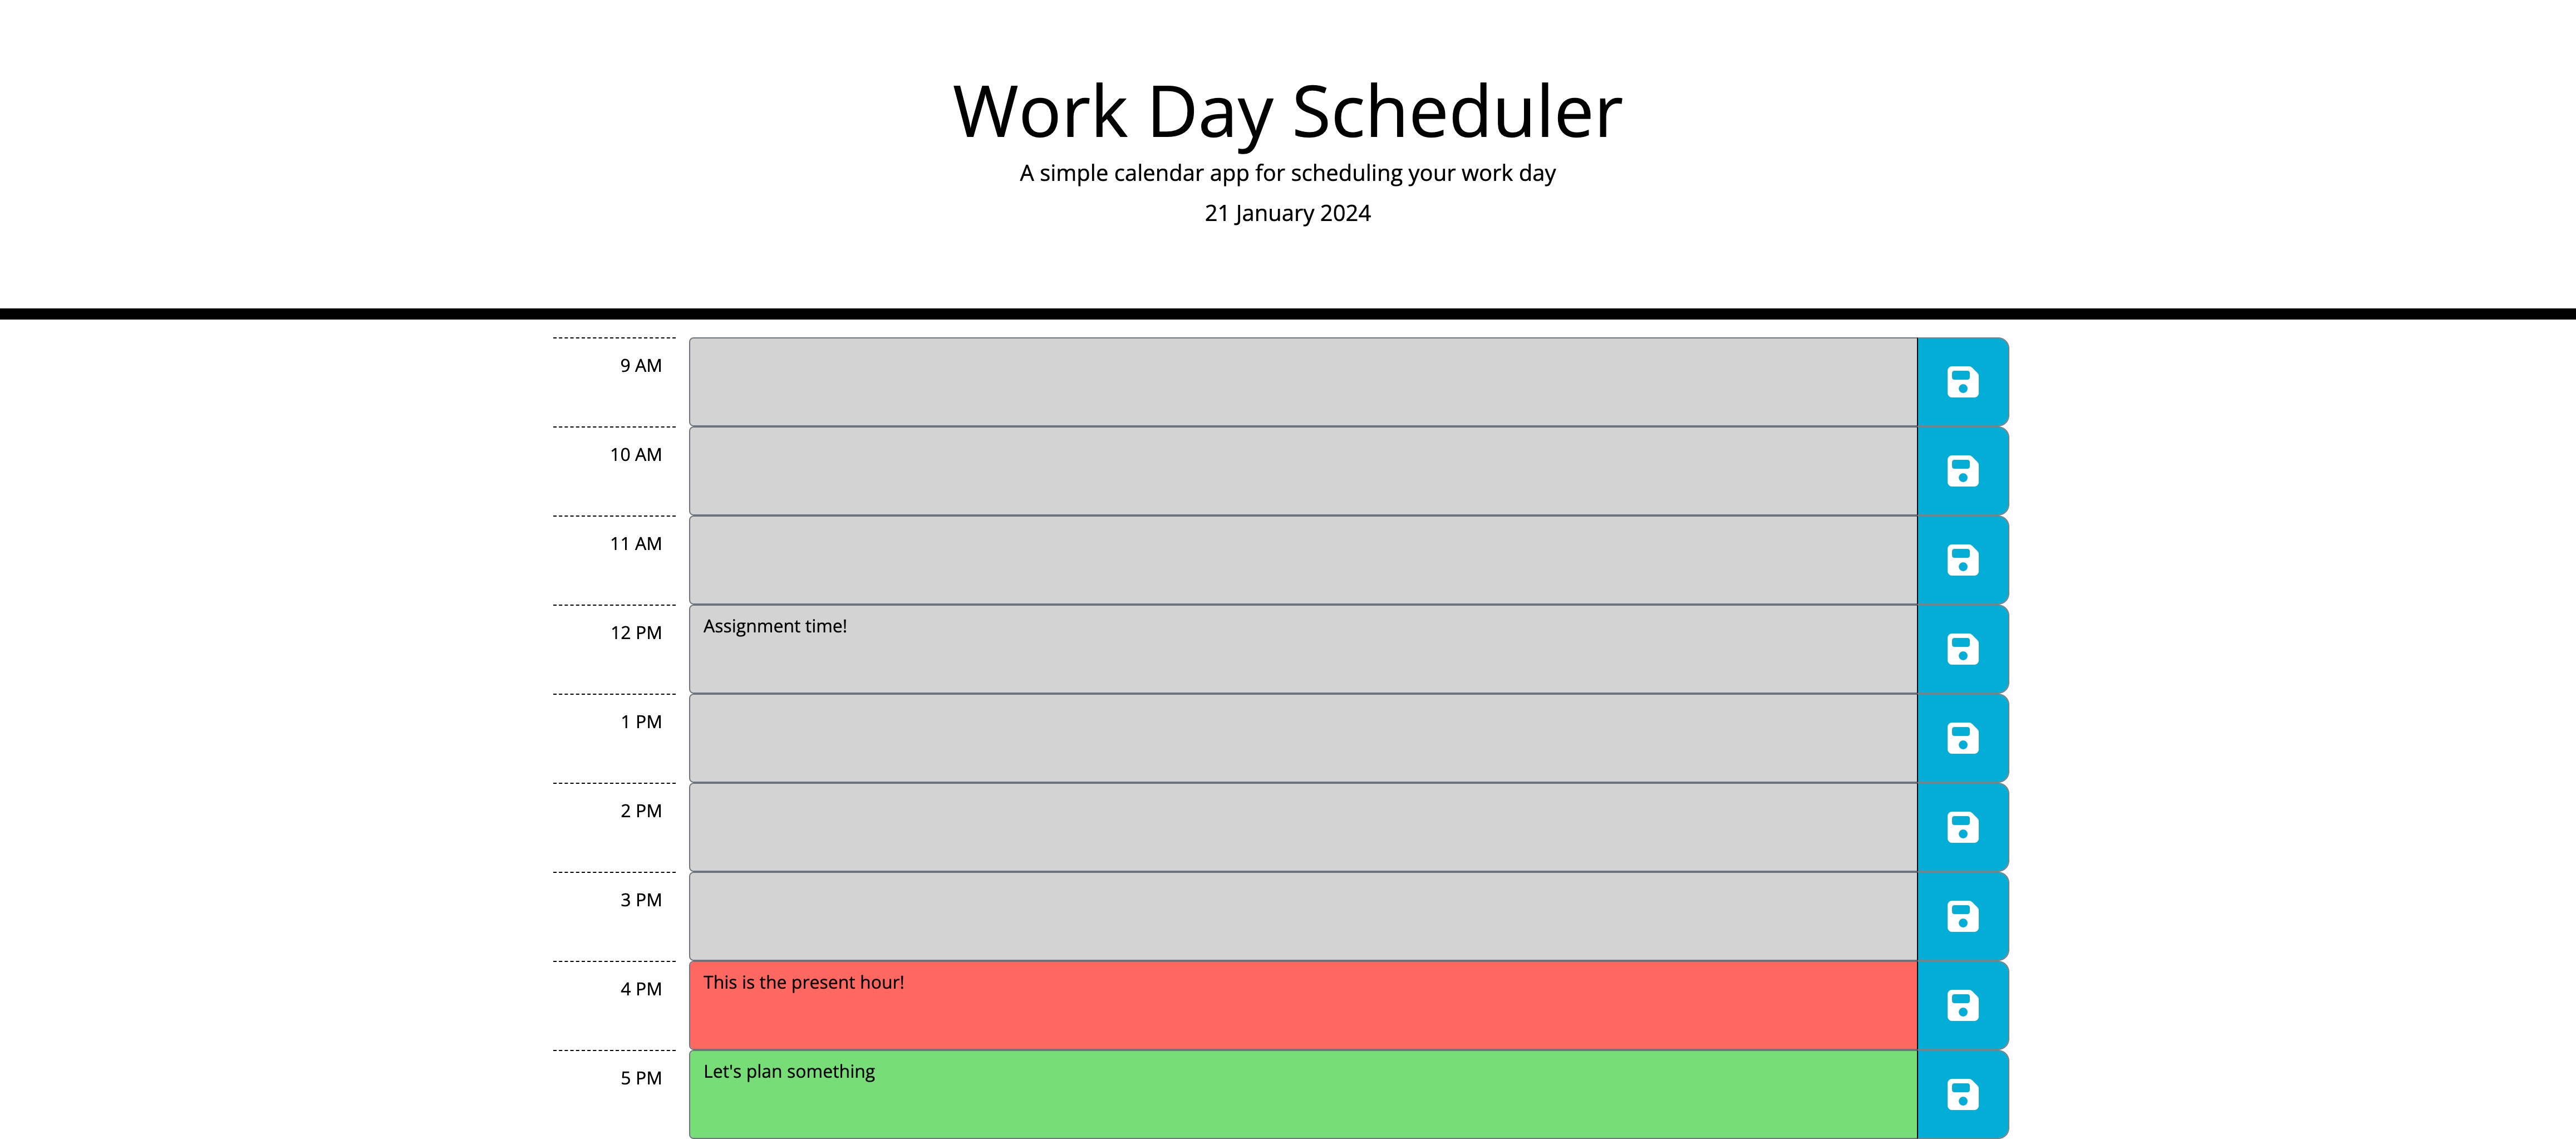 Work Day Scheduler
A simple calendar app for scheduling your work day
21 January 2024
9 AM
10 AM
11 AM
12 PM
Assignment time!
1 PM
2 PM
3 PM
4 PM
This is the present hour!
5 PM
Let's plan something